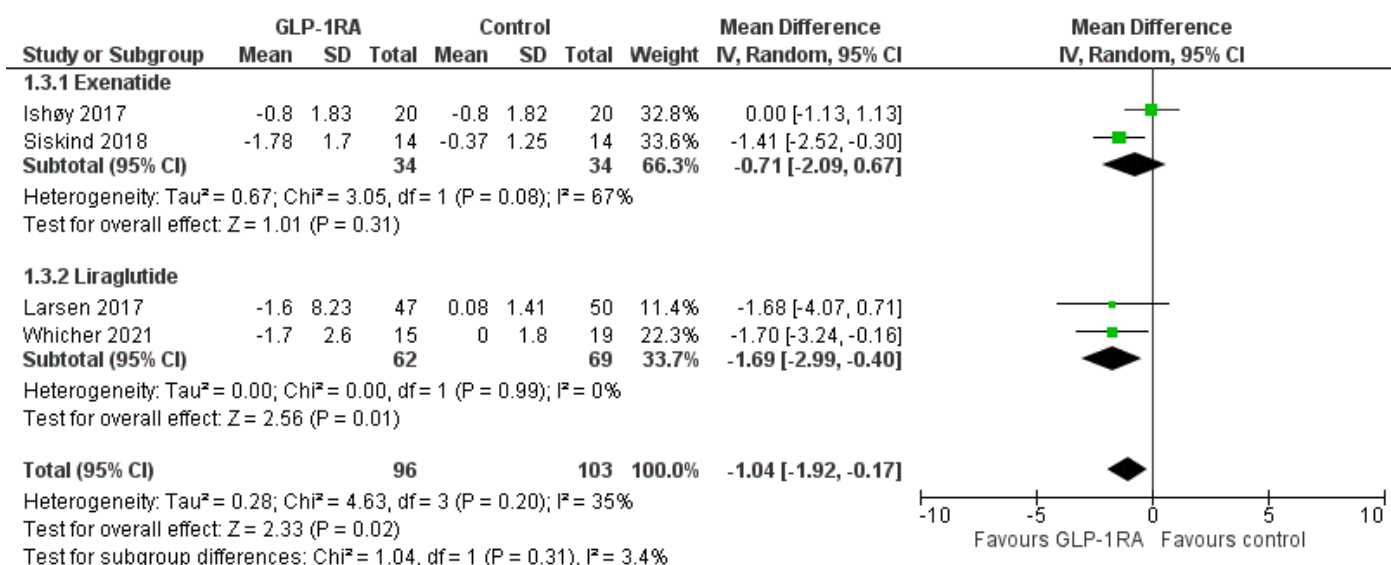 GLP-1RA Control Mean Difference Mean Difference
Study or Subgroup Mean SD Total Mean SD Total Weight IV, Random, 95% CI IV, Random, 95% CI
1.3.1 Exenatide
Ishøy 2017 -0.8 1.83 20 -0.8 1.82 20 32.8% 0.00 [-1.13, 1.13]
Siskind 2018 -1.78 1.7 14 -0.37 1.25 14 33.6% -1.41 [-2.52, -0.30]
Subtotal (95% CI) 34 34 66.3% -0.71 [-2.09, 0.67]
Heterogeneity: Tau² = 0.67; Chi² = 3.05, df = 1 (P = 0.08); I² = 67%
Test for overall effect: Z = 1.01 (P = 0.31)
1.3.2 Liraglutide
Larsen 2017 -1.6 8.23 47 0.08 1.41 50 11.4% -1.68 [-4.07, 0.71]
Whicher 2021 -1.7 2.6 15 0 1.8 19 22.3% -1.70 [-3.24, -0.16]
Subtotal (95% CI) 62 69 33.7% -1.69 [-2.99, -0.40]
Heterogeneity: Tau² = 0.00; Chi² = 0.00, df = 1 (P = 0.99); I² = 0%
Test for overall effect: Z = 2.56 (P = 0.01)
Total (95% CI) 96 103 100.0% -1.04 [-1.92, -0.17]
Heterogeneity: Tau² = 0.28; Chi² = 4.63, df = 3 (P = 0.20); I² = 35%
Test for overall effect: Z = 2.33 (P = 0.02)
Test for subgroup differences: Chi² = 1.04, df = 1 (P = 0.31), I² = 3.4%
-10 -5 0 5 10
Favours GLP-1RA Favours control